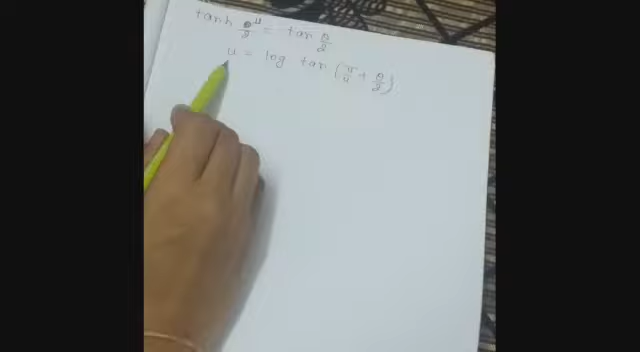 tanh u/2 = tan θ/2
u = log tan (π/4 + θ/2)